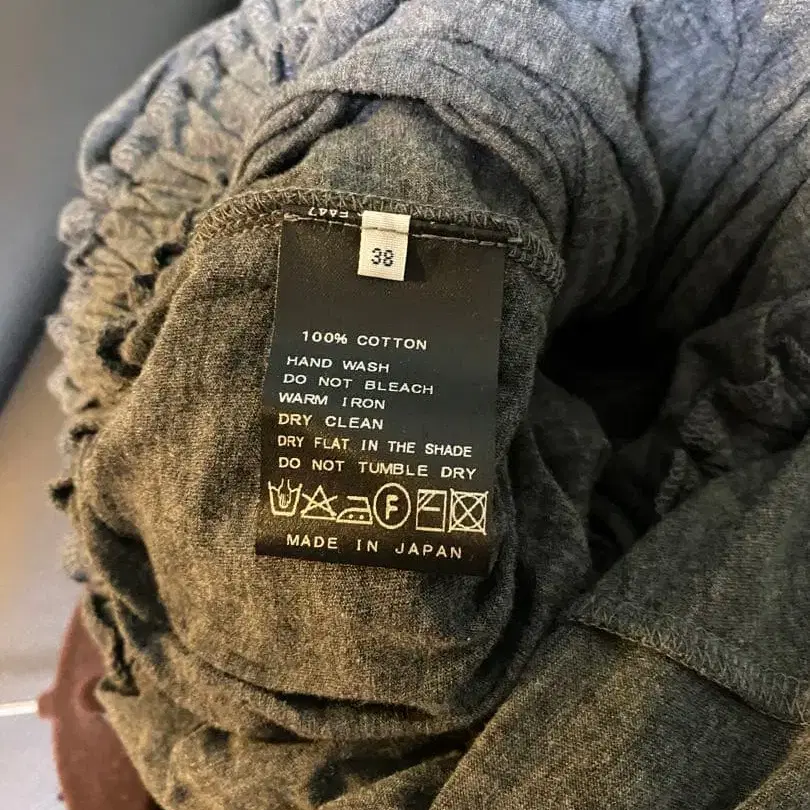 38
100% COTTON
HAND WASH
DO NOT BLEACH
WARM IRON
DRY CLEAN
DRY FLAT IN THE SHADE
DO NOT TUMBLE DRY
F
MADE IN JAPAN